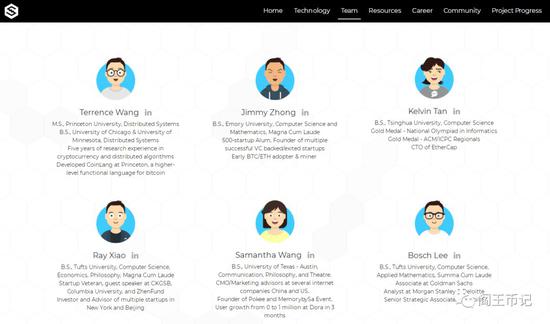 Home Technology Team Resources Career Community Project Progress
Terrence Wang in
M.S., Princeton University, Distributed Systems
B.S., University of Chicago & University of
Minnesota, Distributed Systems
Five years of research experience in
cryptocurrency and distributed algorithms
Developed CoinLang at Princeton, a higher-
level functional language for bitcoin
Jimmy Zhong in
B.S., Emory University, Computer Science and
Mathematics, Magna Cum Laude
500-startup Alum, Founder of multiple
successful VC backed/exited startups
Early BTC/ETH adopter & miner
Kelvin Tan in
B.S., Tsinghua University, Computer Science
Gold Medal - National Olympiad in Informatics
Gold Medal - ACM/ICPC Regionals
CTO of EtherCap
Ray Xiao in
B.S., Tufts University, Computer Science,
Economics, Philosophy, Magna Cum Laude
Startup Veteran, guest speaker at CKGSB,
Columbia University, and ZhenFund
Investor and Advisor of multiple startups in
New York and Beijing
Samantha Wang in
B.S., University of Texas - Austin,
Communication, Philosophy, and Theatre.
CMO/Marketing advisors at several internet
companies China and US.
Founder of Pokee and MemorybySa Event.
User growth from 0 to 1 million at Dora in 3
months.
Bosch Lee in
B.S., Tufts University, Computer Science,
Applied Mathematics, Summa Cum Laude
Associate at Goldman Sachs
Analyst at Morgan Stanley, Deloitte
Senior Strategic Associate
阎王币记